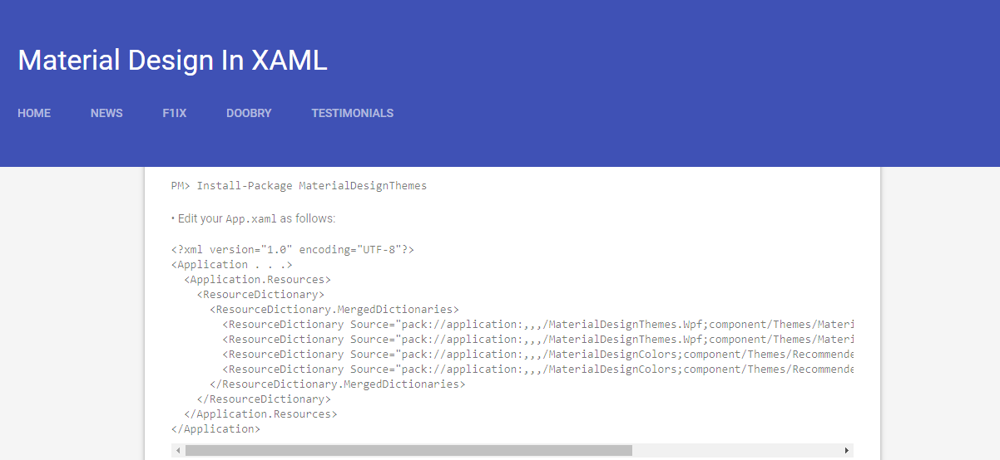 Material Design In XAML
HOME NEWS F1IX DOOBRY TESTIMONIALS
PM> Install-Package MaterialDesignThemes
• Edit your App.xaml as follows:
<?xml version="1.0" encoding="UTF-8"?>
<Application . . .>
  <Application.Resources>
    <ResourceDictionary>
      <ResourceDictionary.MergedDictionaries>
        <ResourceDictionary Source="pack://application:,,,/MaterialDesignThemes.Wpf;component/Themes/Materi
        <ResourceDictionary Source="pack://application:,,,/MaterialDesignThemes.Wpf;component/Themes/Materi
        <ResourceDictionary Source="pack://application:,,,/MaterialDesignColors;component/Themes/Recommende
        <ResourceDictionary Source="pack://application:,,,/MaterialDesignColors;component/Themes/Recommende
      </ResourceDictionary.MergedDictionaries>
    </ResourceDictionary>
  </Application.Resources>
</Application>